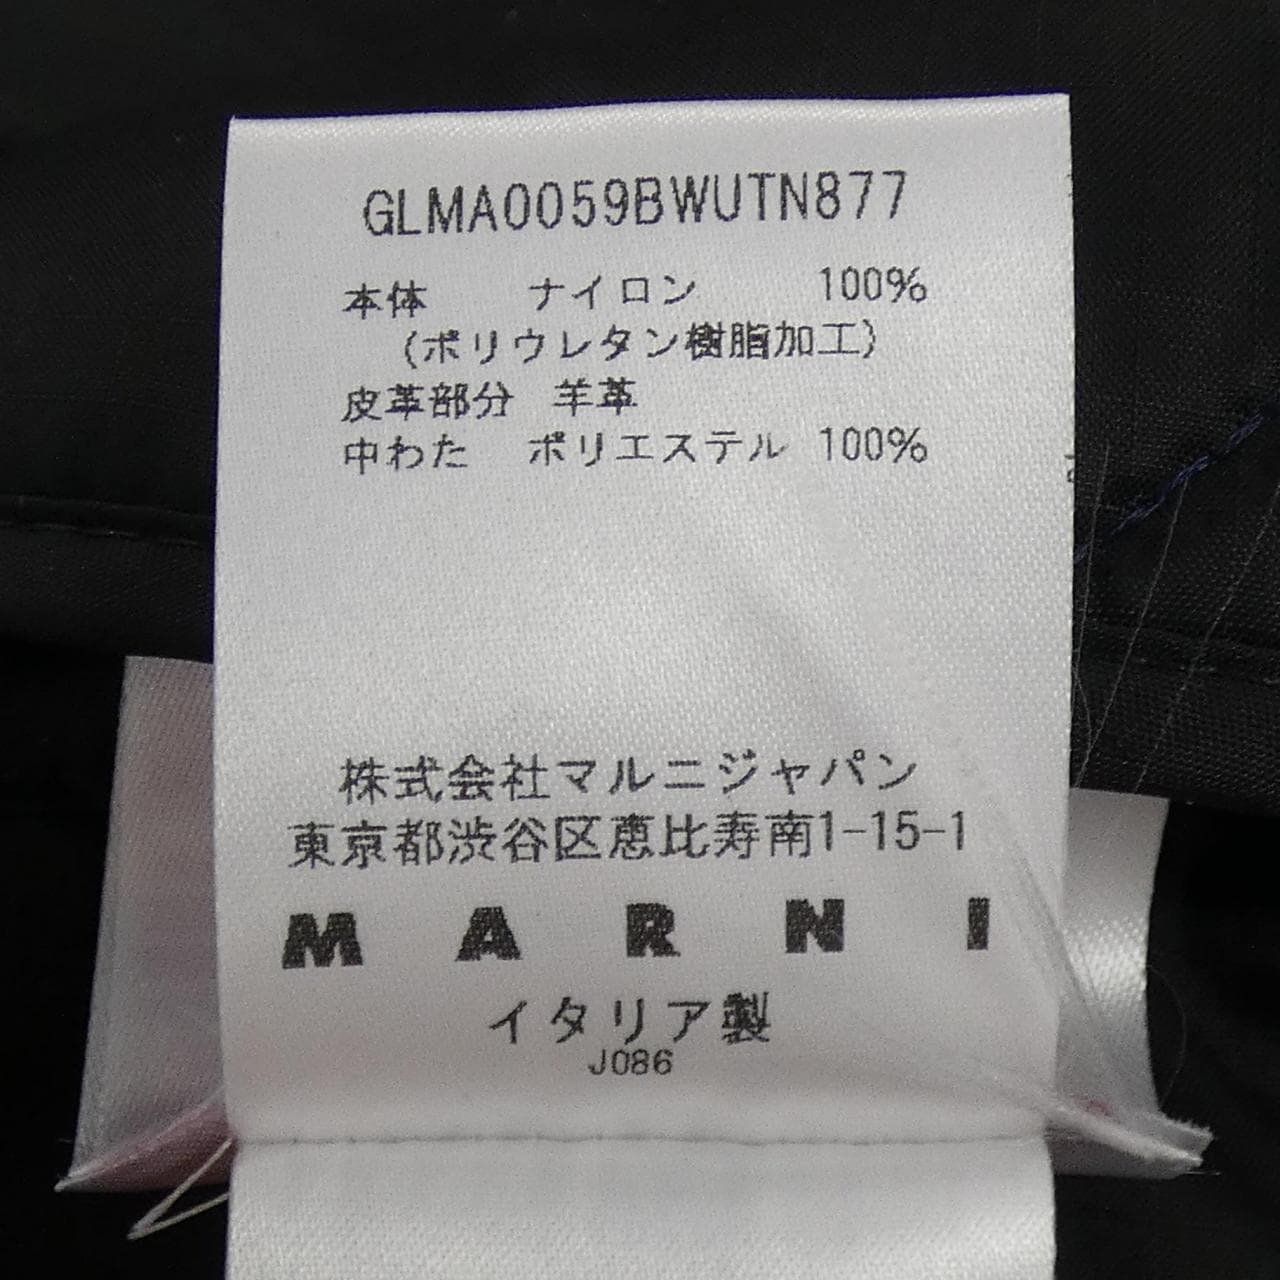 GLMA0059BWUTN877
本体 ナイロン 100%
(ポリウレタン樹脂加工)
皮革部分 羊革
中わた ポリエステル 100%
株式会社マルニジャパン
東京都渋谷区恵比寿南1-15-1
MARNI
イタリア製
J086